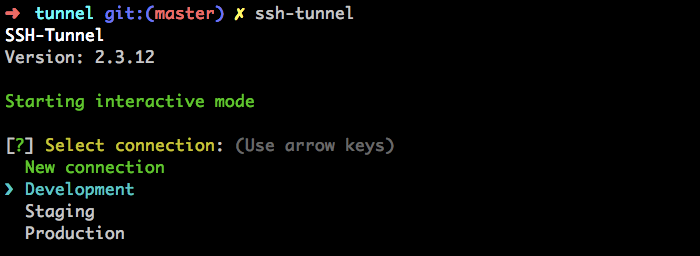 ➜ tunnel git:(master) ✗ ssh-tunnel
SSH-Tunnel
Version: 2.3.12
Starting interactive mode
[?] Select connection: (Use arrow keys)
New connection
❯ Development
Staging
Production